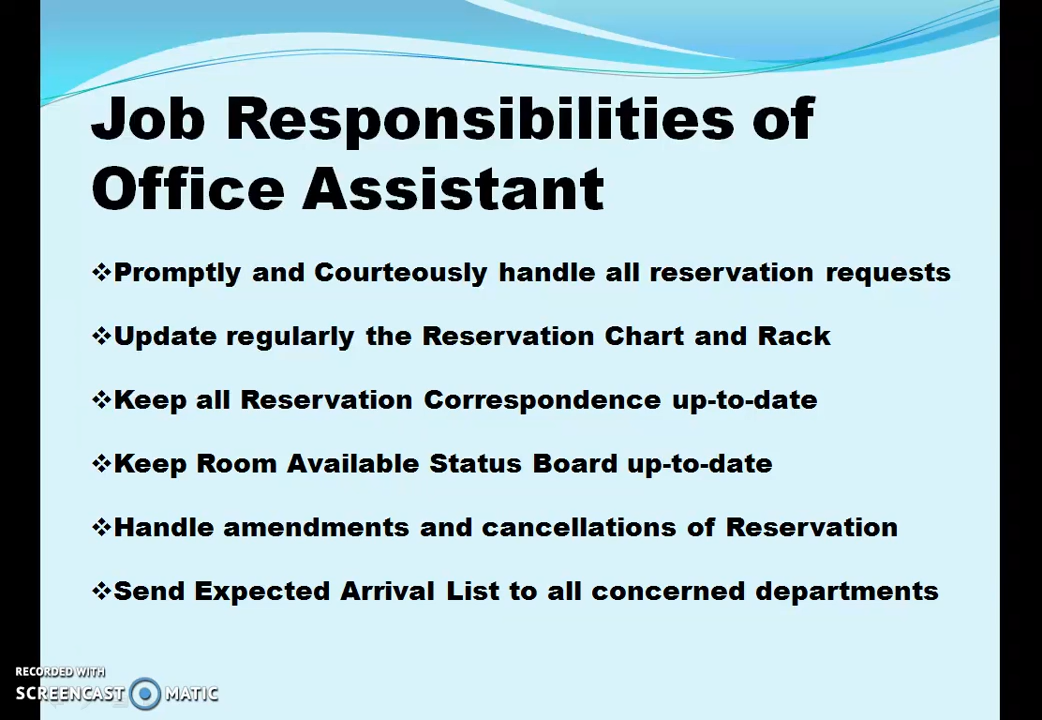 Job Responsibilities of
Office Assistant
❖Promptly and Courteously handle all reservation requests
❖Update regularly the Reservation Chart and Rack
❖Keep all Reservation Correspondence up-to-date
❖Keep Room Available Status Board up-to-date
❖Handle amendments and cancellations of Reservation
❖Send Expected Arrival List to all concerned departments
RECORDED WITH
SCREENCAST MATIC